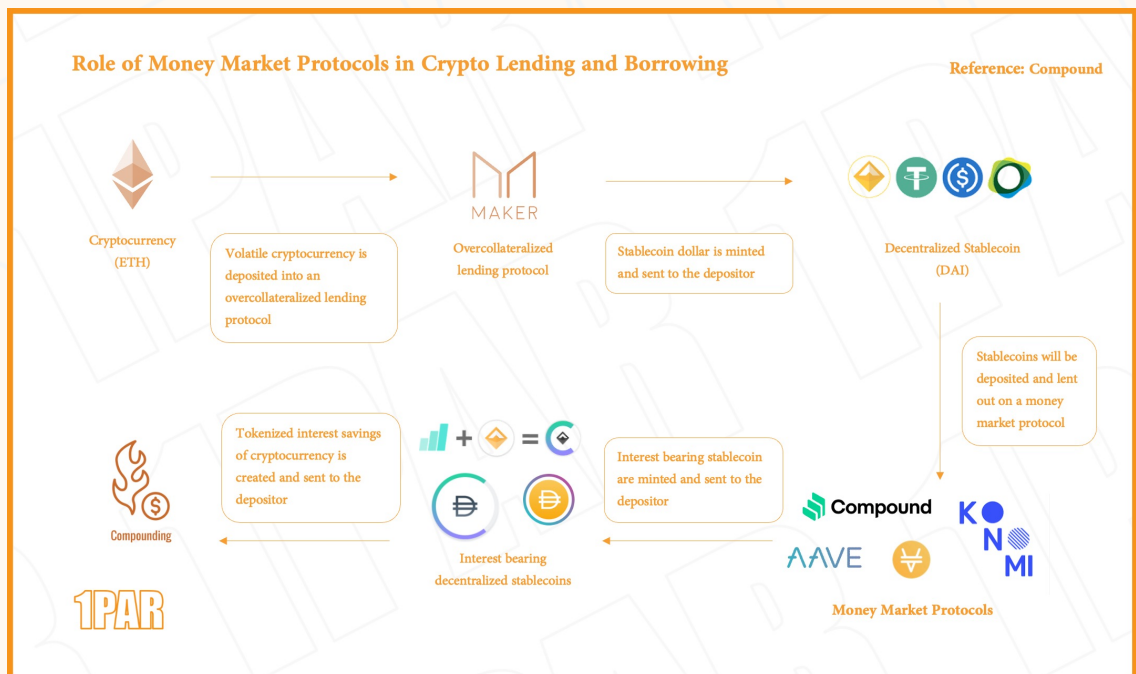 Role of Money Market Protocols in Crypto Lending and Borrowing
Reference: Compound
MAKER
Cryptocurrency
(ETH)
Volatile cryptocurrency is
deposited into an
overcollateralized lending
protocol
Overcollateralized
lending protocol
Stablecoin dollar is minted
and sent to the depositor
Decentralized Stablecoin
(DAI)
Stablecoins will be
deposited and lent
out on a money
market protocol
Tokenized interest savings
of cryptocurrency is
created and sent to the
depositor
+ =
Interest bearing stablecoin
are minted and sent to the
depositor
Compound
KONOMI
AAVE
Compounding
Interest bearing
decentralized stablecoins
Money Market Protocols
1PAR